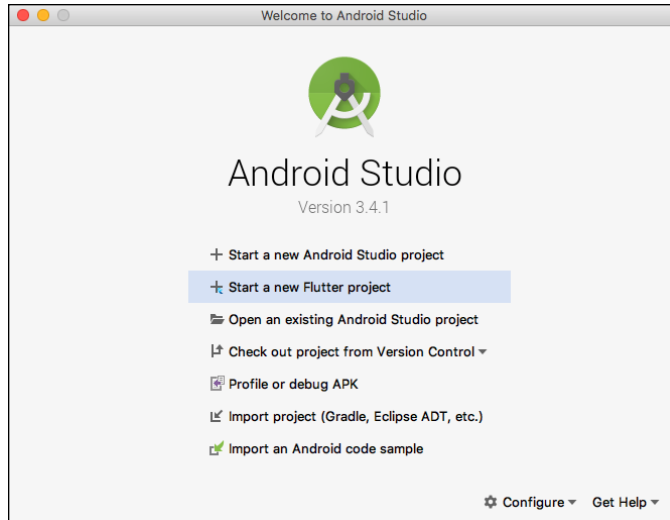 Welcome to Android Studio
Android Studio
Version 3.4.1
Start a new Android Studio project
Start a new Flutter project
Open an existing Android Studio project
Check out project from Version Control
Profile or debug APK
Import project (Gradle, Eclipse ADT, etc.)
Import an Android code sample
Configure Get Help